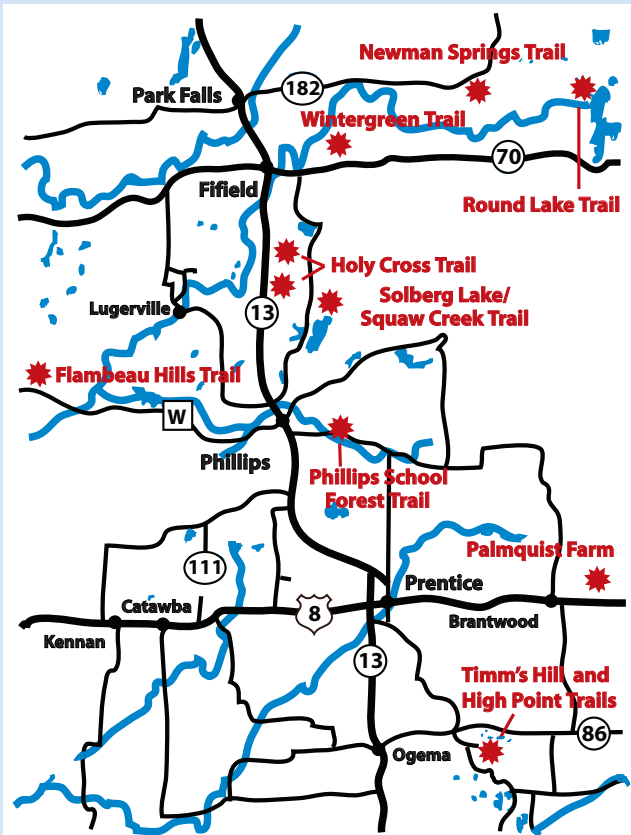 Newman Springs Trail
182
Park Falls
Wintergreen Trail
70
Fifield
Round Lake Trail
Holy Cross Trail
Solberg Lake/
Squaw Creek Trail
Lugerville
13
Flambeau Hills Trail
W
Phillips
Phillips School
Forest Trail
Palmquist Farm
111
Prentice
Catawba
8
Brantwood
Kennan
13
Timm's Hill and
High Point Trails
86
Ogema